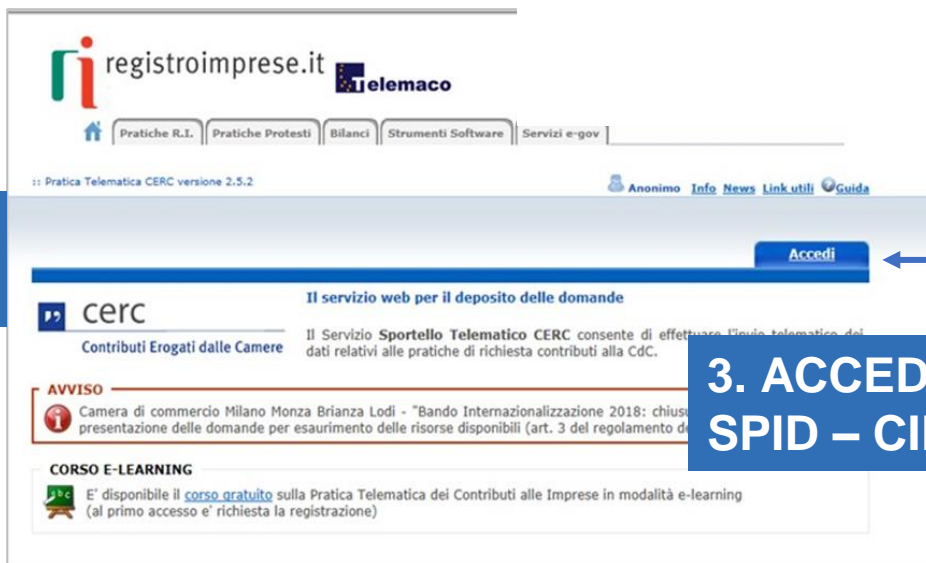 registroimprese.it
Telemaco
Pratiche R.I. Pratiche Protesti Bilanci Strumenti Software Servizi e-gov
:: Pratica Telematica CERC versione 2.5.2
Anonimo Info News Link utili Guida
Accedi
cerc
Contributi Erogati dalle Camere
Il servizio web per il deposito delle domande
Il Servizio Sportello Telematico CERC consente di effettuare l'invio telematico dei
dati relativi alle pratiche di richiesta contributi alla CdC.
3. ACCED
SPID – CI
AVVISO
Camera di commercio Milano Monza Brianza Lodi - "Bando Internazionalizzazione 2018:
presentazione delle domande per esaurimento delle risorse disponibili (art. 3 del regolamento
CORSO E-LEARNING
E' disponibile il corso gratuito sulla Pratica Telematica dei Contributi alle Imprese in modalità e-learning
(al primo accesso e' richiesta la registrazione)